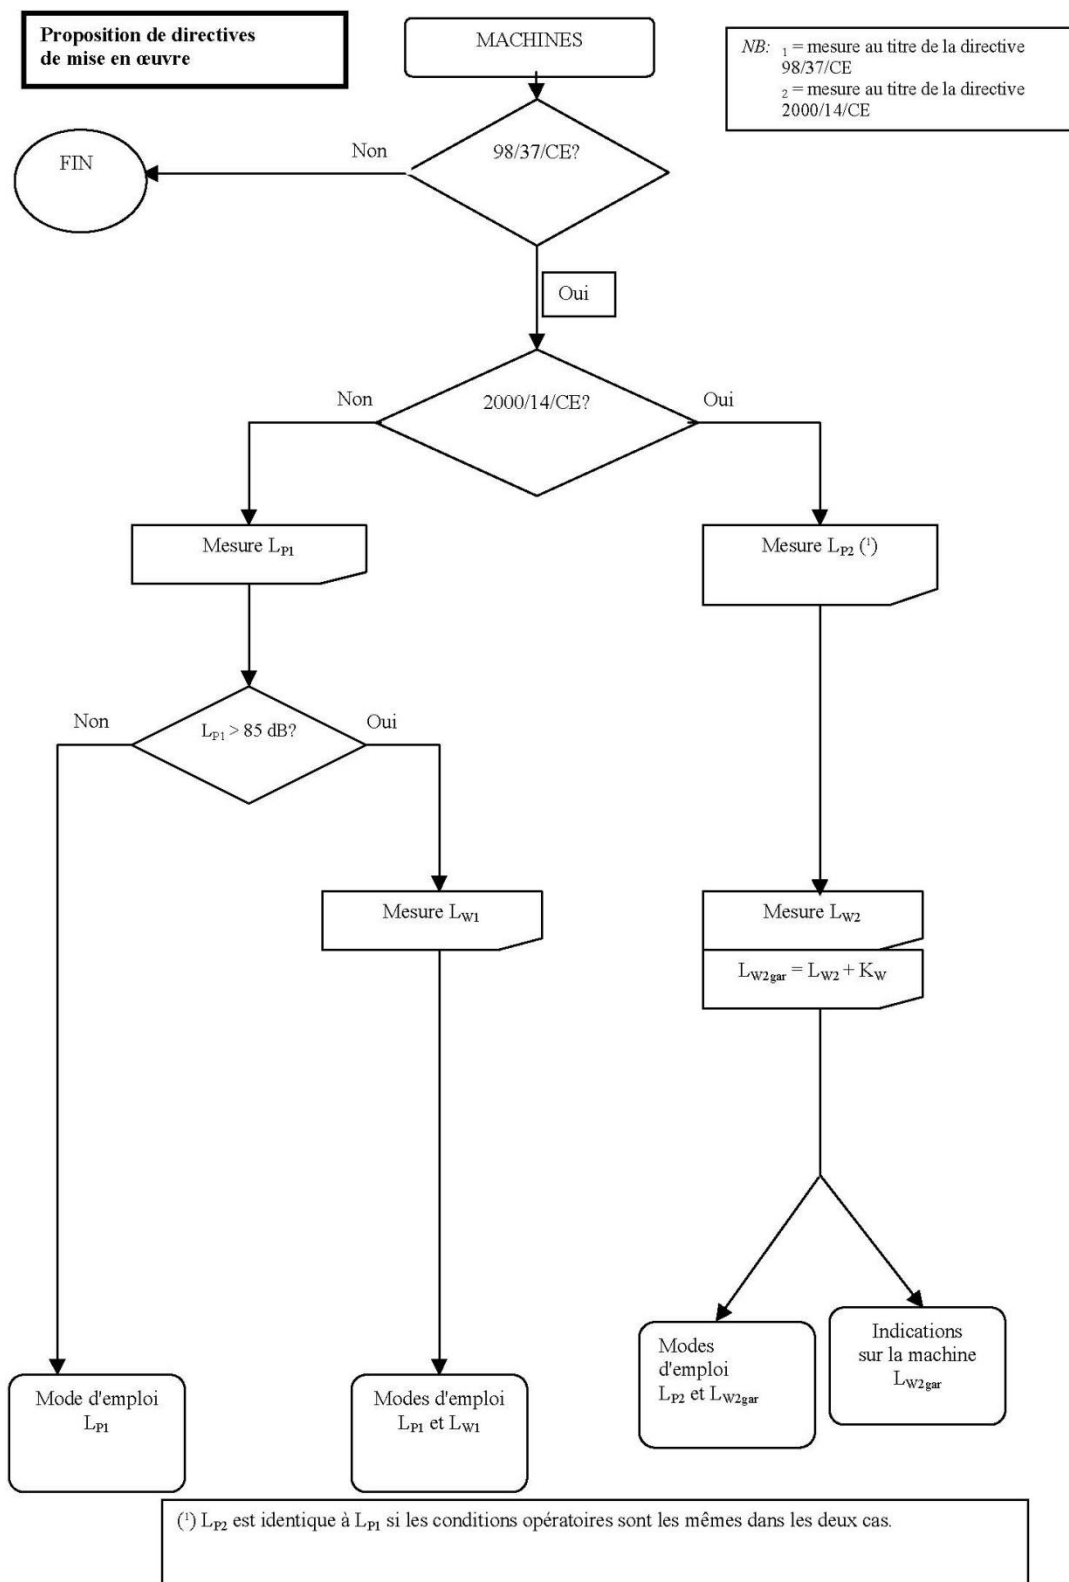 Proposition de directives
de mise en œuvre
MACHINES
NB: 1 = mesure au titre de la directive
98/37/CE
2 = mesure au titre de la directive
2000/14/CE
FIN
Non
98/37/CE?
Oui
Non
2000/14/CE?
Oui
Mesure LP1
Mesure LP2 (¹)
Non
LP1 > 85 dB?
Oui
Mesure LW1
Mesure LW2
LW2gar = LW2 + KW
Mode d'emploi
LP1
Modes d'emploi
LP1 et LW1
Modes
d'emploi
LP2 et LW2gar
Indications
sur la machine
LW2gar
(¹) LP2 est identique à LP1 si les conditions opératoires sont les mêmes dans les deux cas.